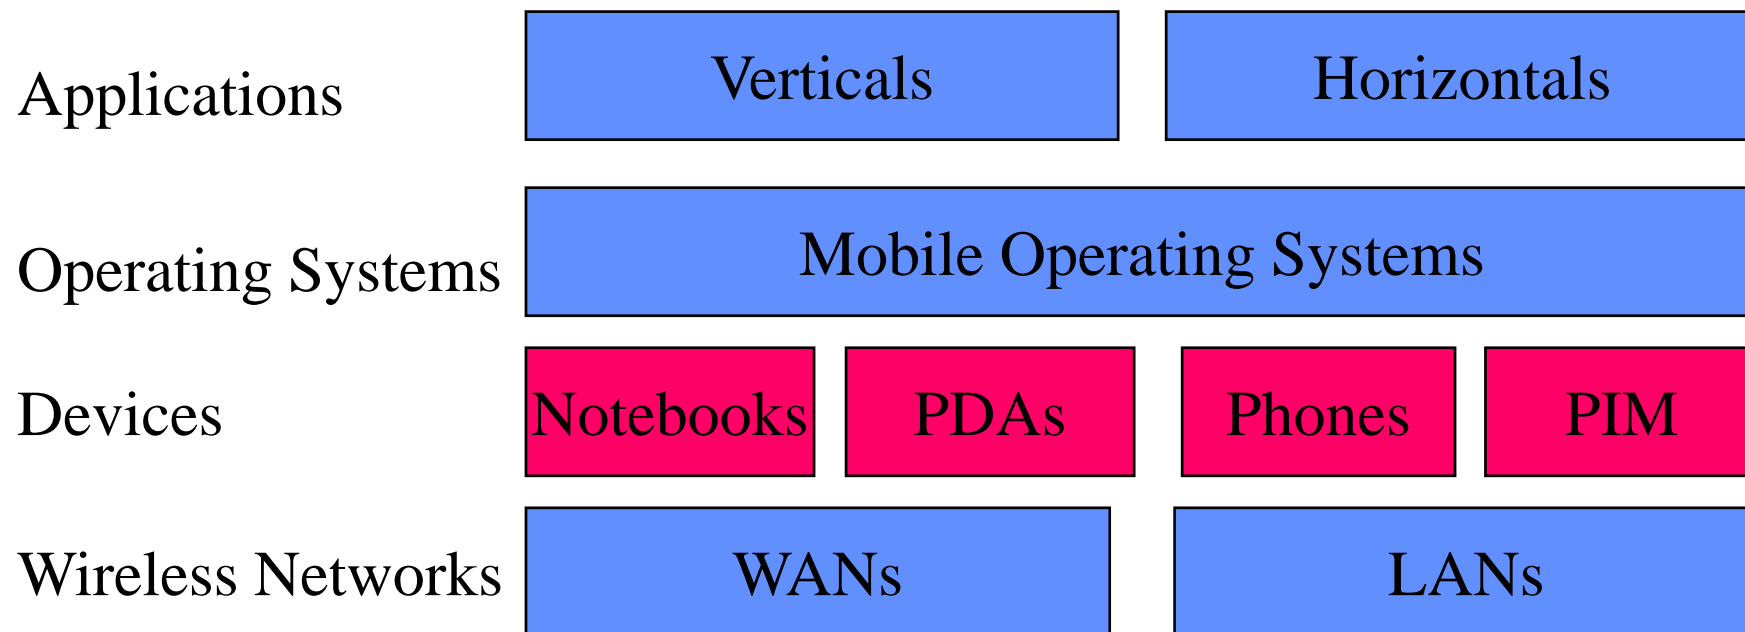 Applications Verticals Horizontals
Operating Systems Mobile Operating Systems
Devices Notebooks PDAs Phones PIM
Wireless Networks WANs LANs